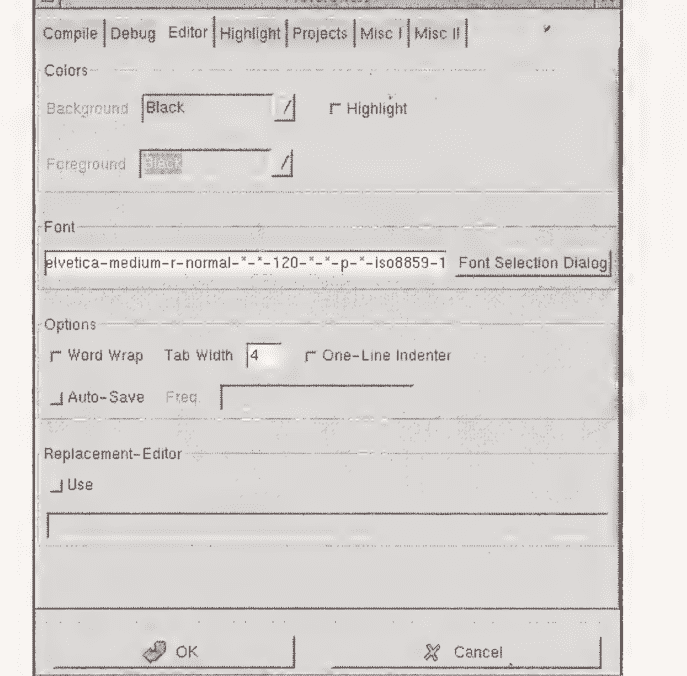 Compile Debug Editor Highlight Projects Misc I Misc II
Colors
Background Black Highlight
Foreground Black
Font
elvetica-medium-r-normal-*-*-120-*-*-p-*-iso8859-1 Font Selection Dialog
Options
Word Wrap Tab Width 4 One-Line Indenter
Auto-Save Freq
Replacement-Editor
Use
OK Cancel